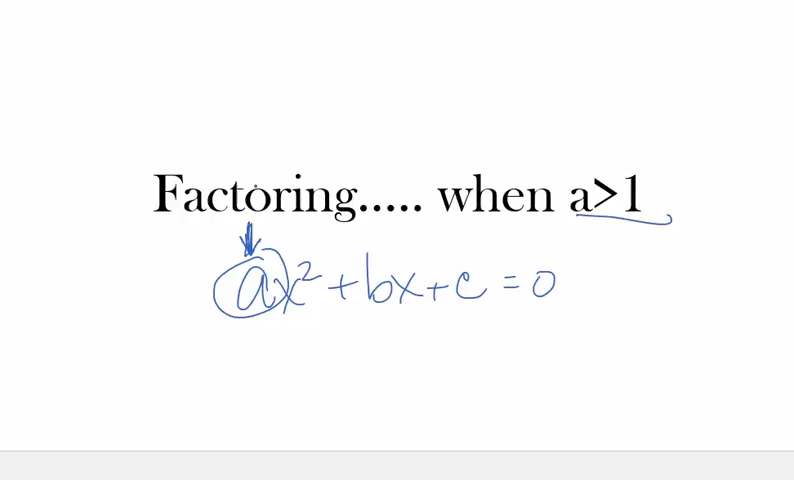 Factoring..... when a>1
ax²+bx+c=0